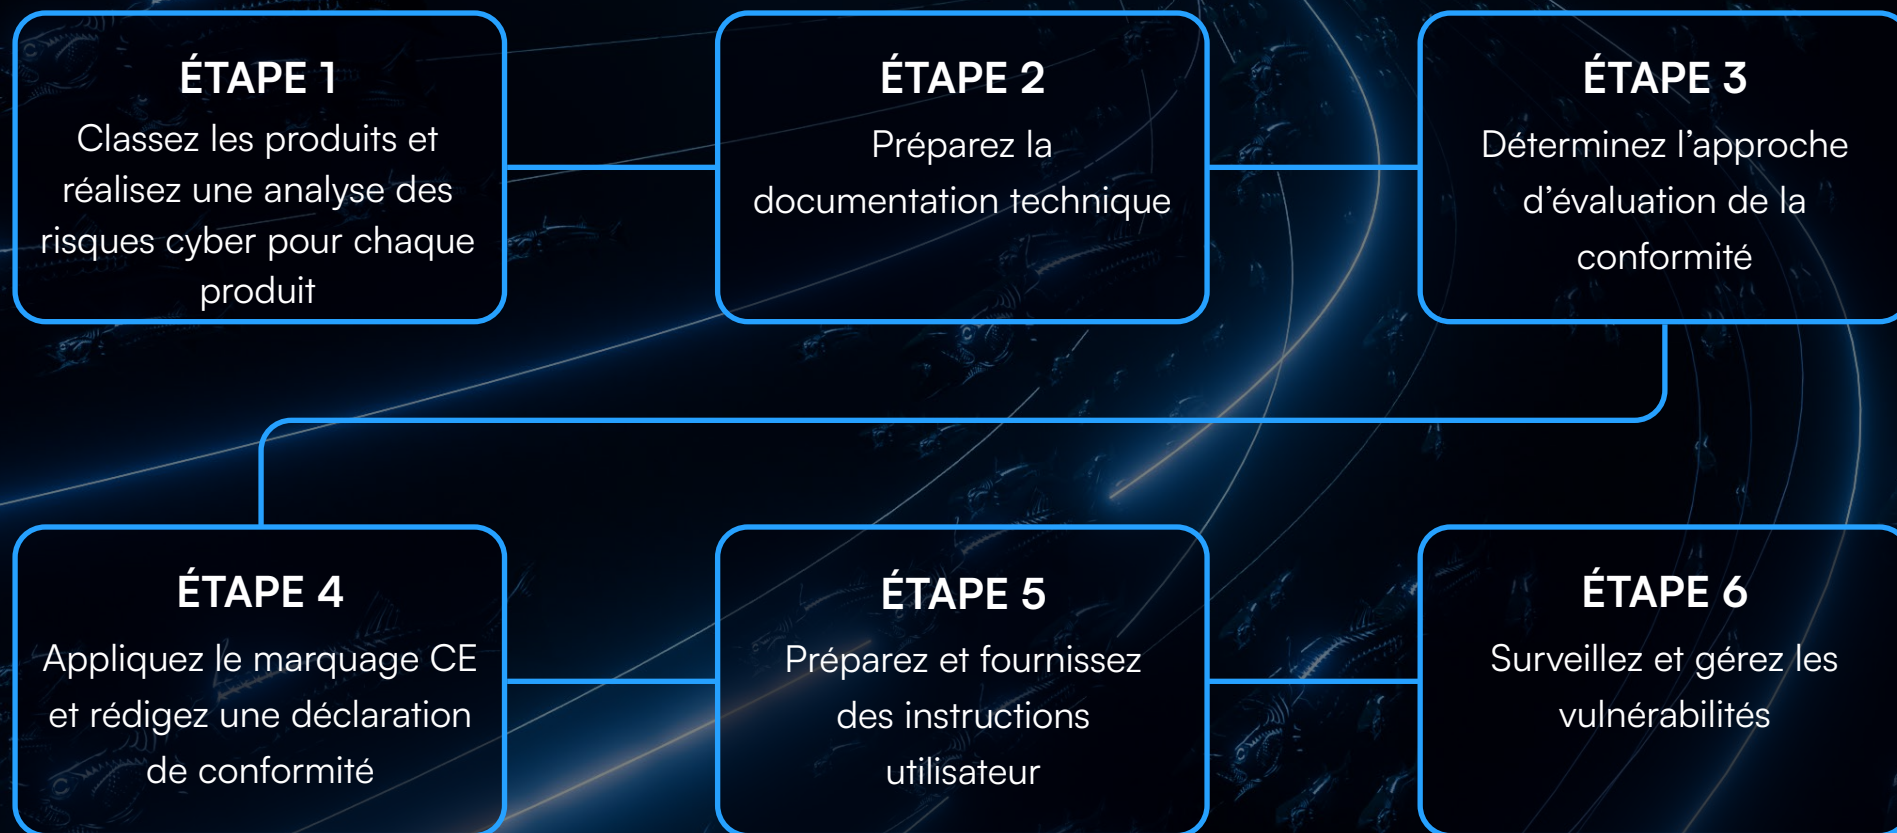 ÉTAPE 1
Classez les produits et
réalisez une analyse des
risques cyber pour chaque
produit
ÉTAPE 2
Préparez la
documentation technique
ÉTAPE 3
Déterminez l’approche
d’évaluation de la
conformité
ÉTAPE 4
Appliquez le marquage CE
et rédigez une déclaration
de conformité
ÉTAPE 5
Préparez et fournissez
des instructions
utilisateur
ÉTAPE 6
Surveillez et gérez les
vulnérabilités